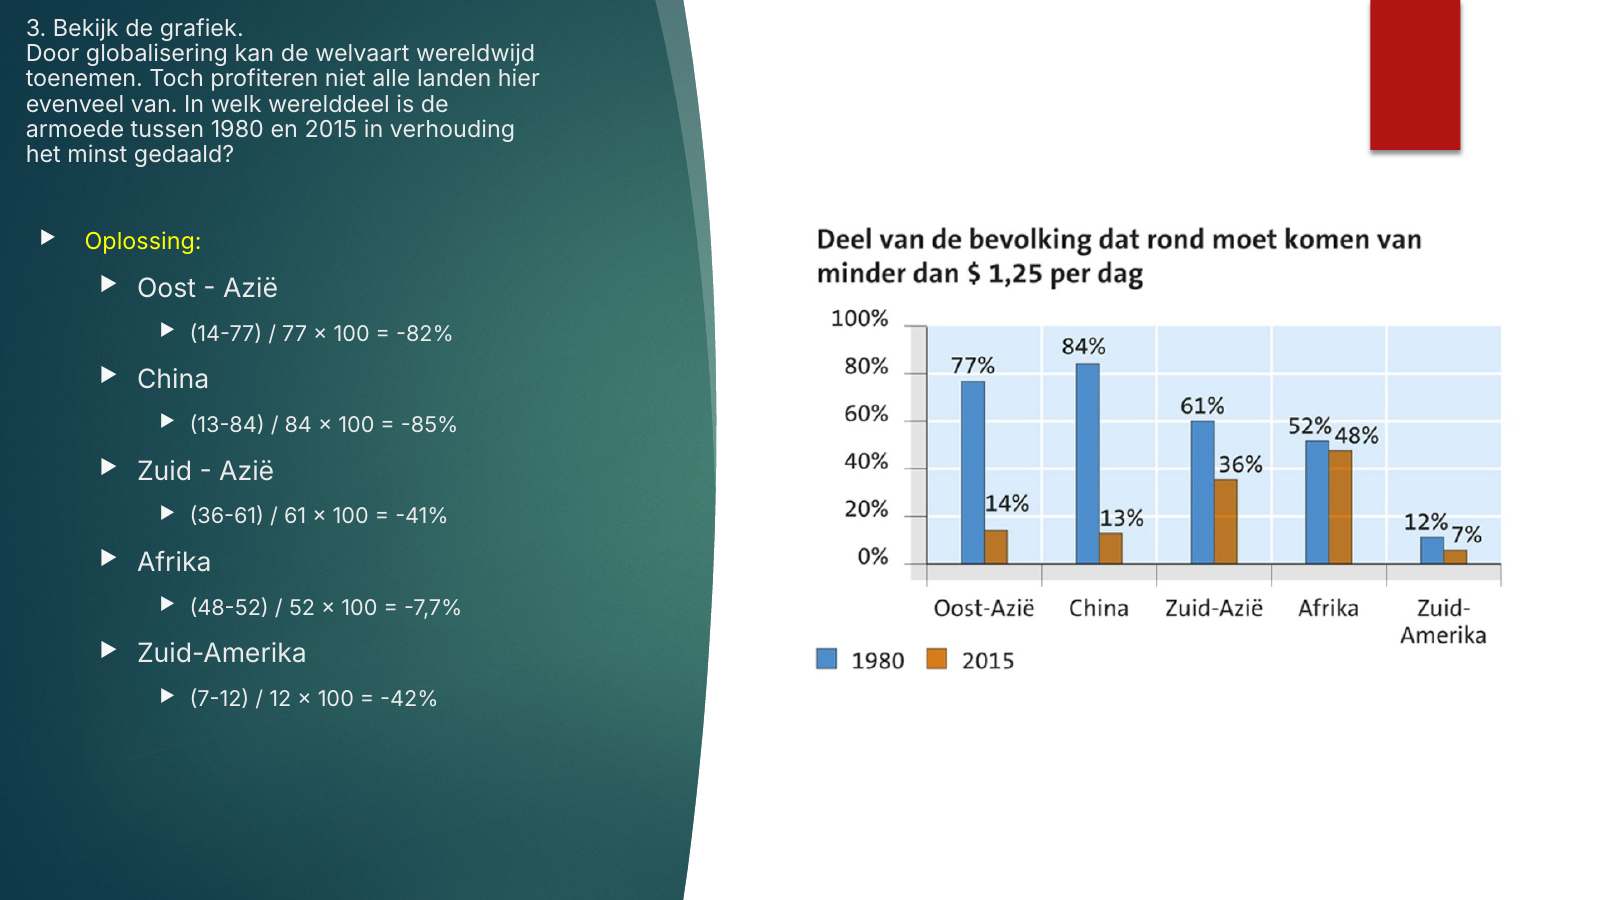 3. Bekijk de grafiek.
Door globalisering kan de welvaart wereldwijd
toenemen. Toch profiteren niet alle landen hier
evenveel van. In welk werelddeel is de
armoede tussen 1980 en 2015 in verhouding
het minst gedaald?
Oplossing:
Oost - Azië
(14-77) / 77 × 100 = -82%
China
(13-84) / 84 × 100 = -85%
Zuid - Azië
(36-61) / 61 × 100 = -41%
Afrika
(48-52) / 52 × 100 = -7,7%
Zuid-Amerika
(7-12) / 12 × 100 = -42%
Deel van de bevolking dat rond moet komen van
minder dan $ 1,25 per dag
100%
80%
60%
40%
20%
0%
77%
14%
84%
13%
61%
36%
52%
48%
12%
7%
Oost-Azië
China
Zuid-Azië
Afrika
Zuid-
Amerika
1980
2015